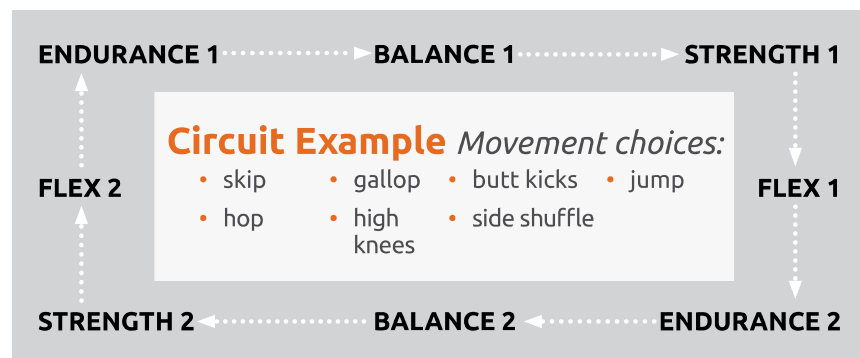 ENDURANCE 1 BALANCE 1 STRENGTH 1
Circuit Example Movement choices:
• skip • gallop • butt kicks • jump
FLEX 2 FLEX 1
• hop • high knees • side shuffle
STRENGTH 2 BALANCE 2 ENDURANCE 2